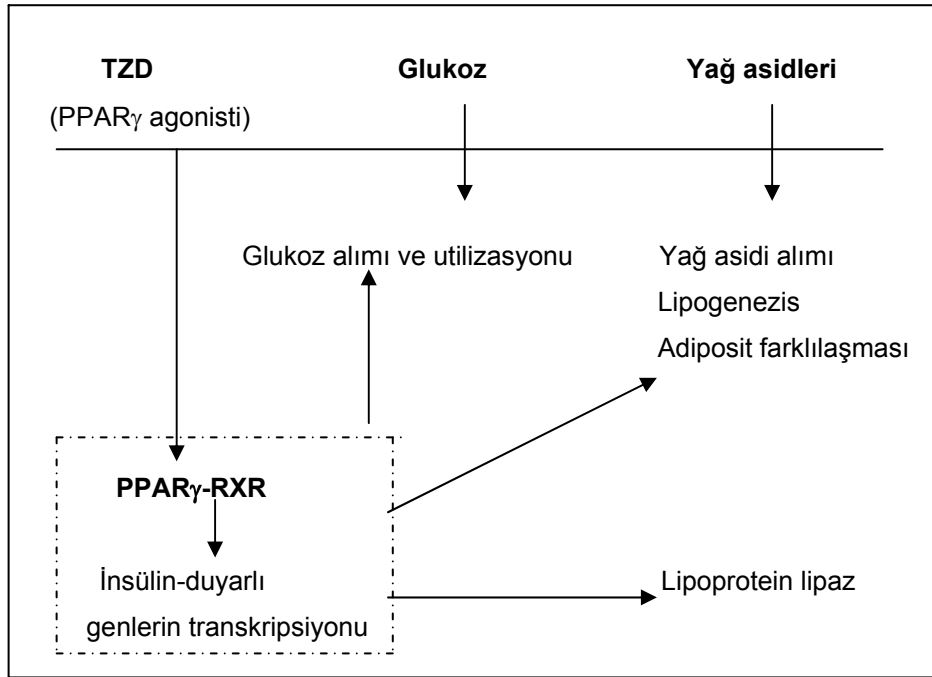 TZD Glukoz Yağ asidleri
(PPARγ agonisti)
Glukoz alımı ve utilizasyonu Yağ asidi alımı
Lipogenezis
Adiposit farklılaşması
PPARγ-RXR
İnsülin-duyarlı Lipoprotein lipaz
genlerin transkripsiyonu